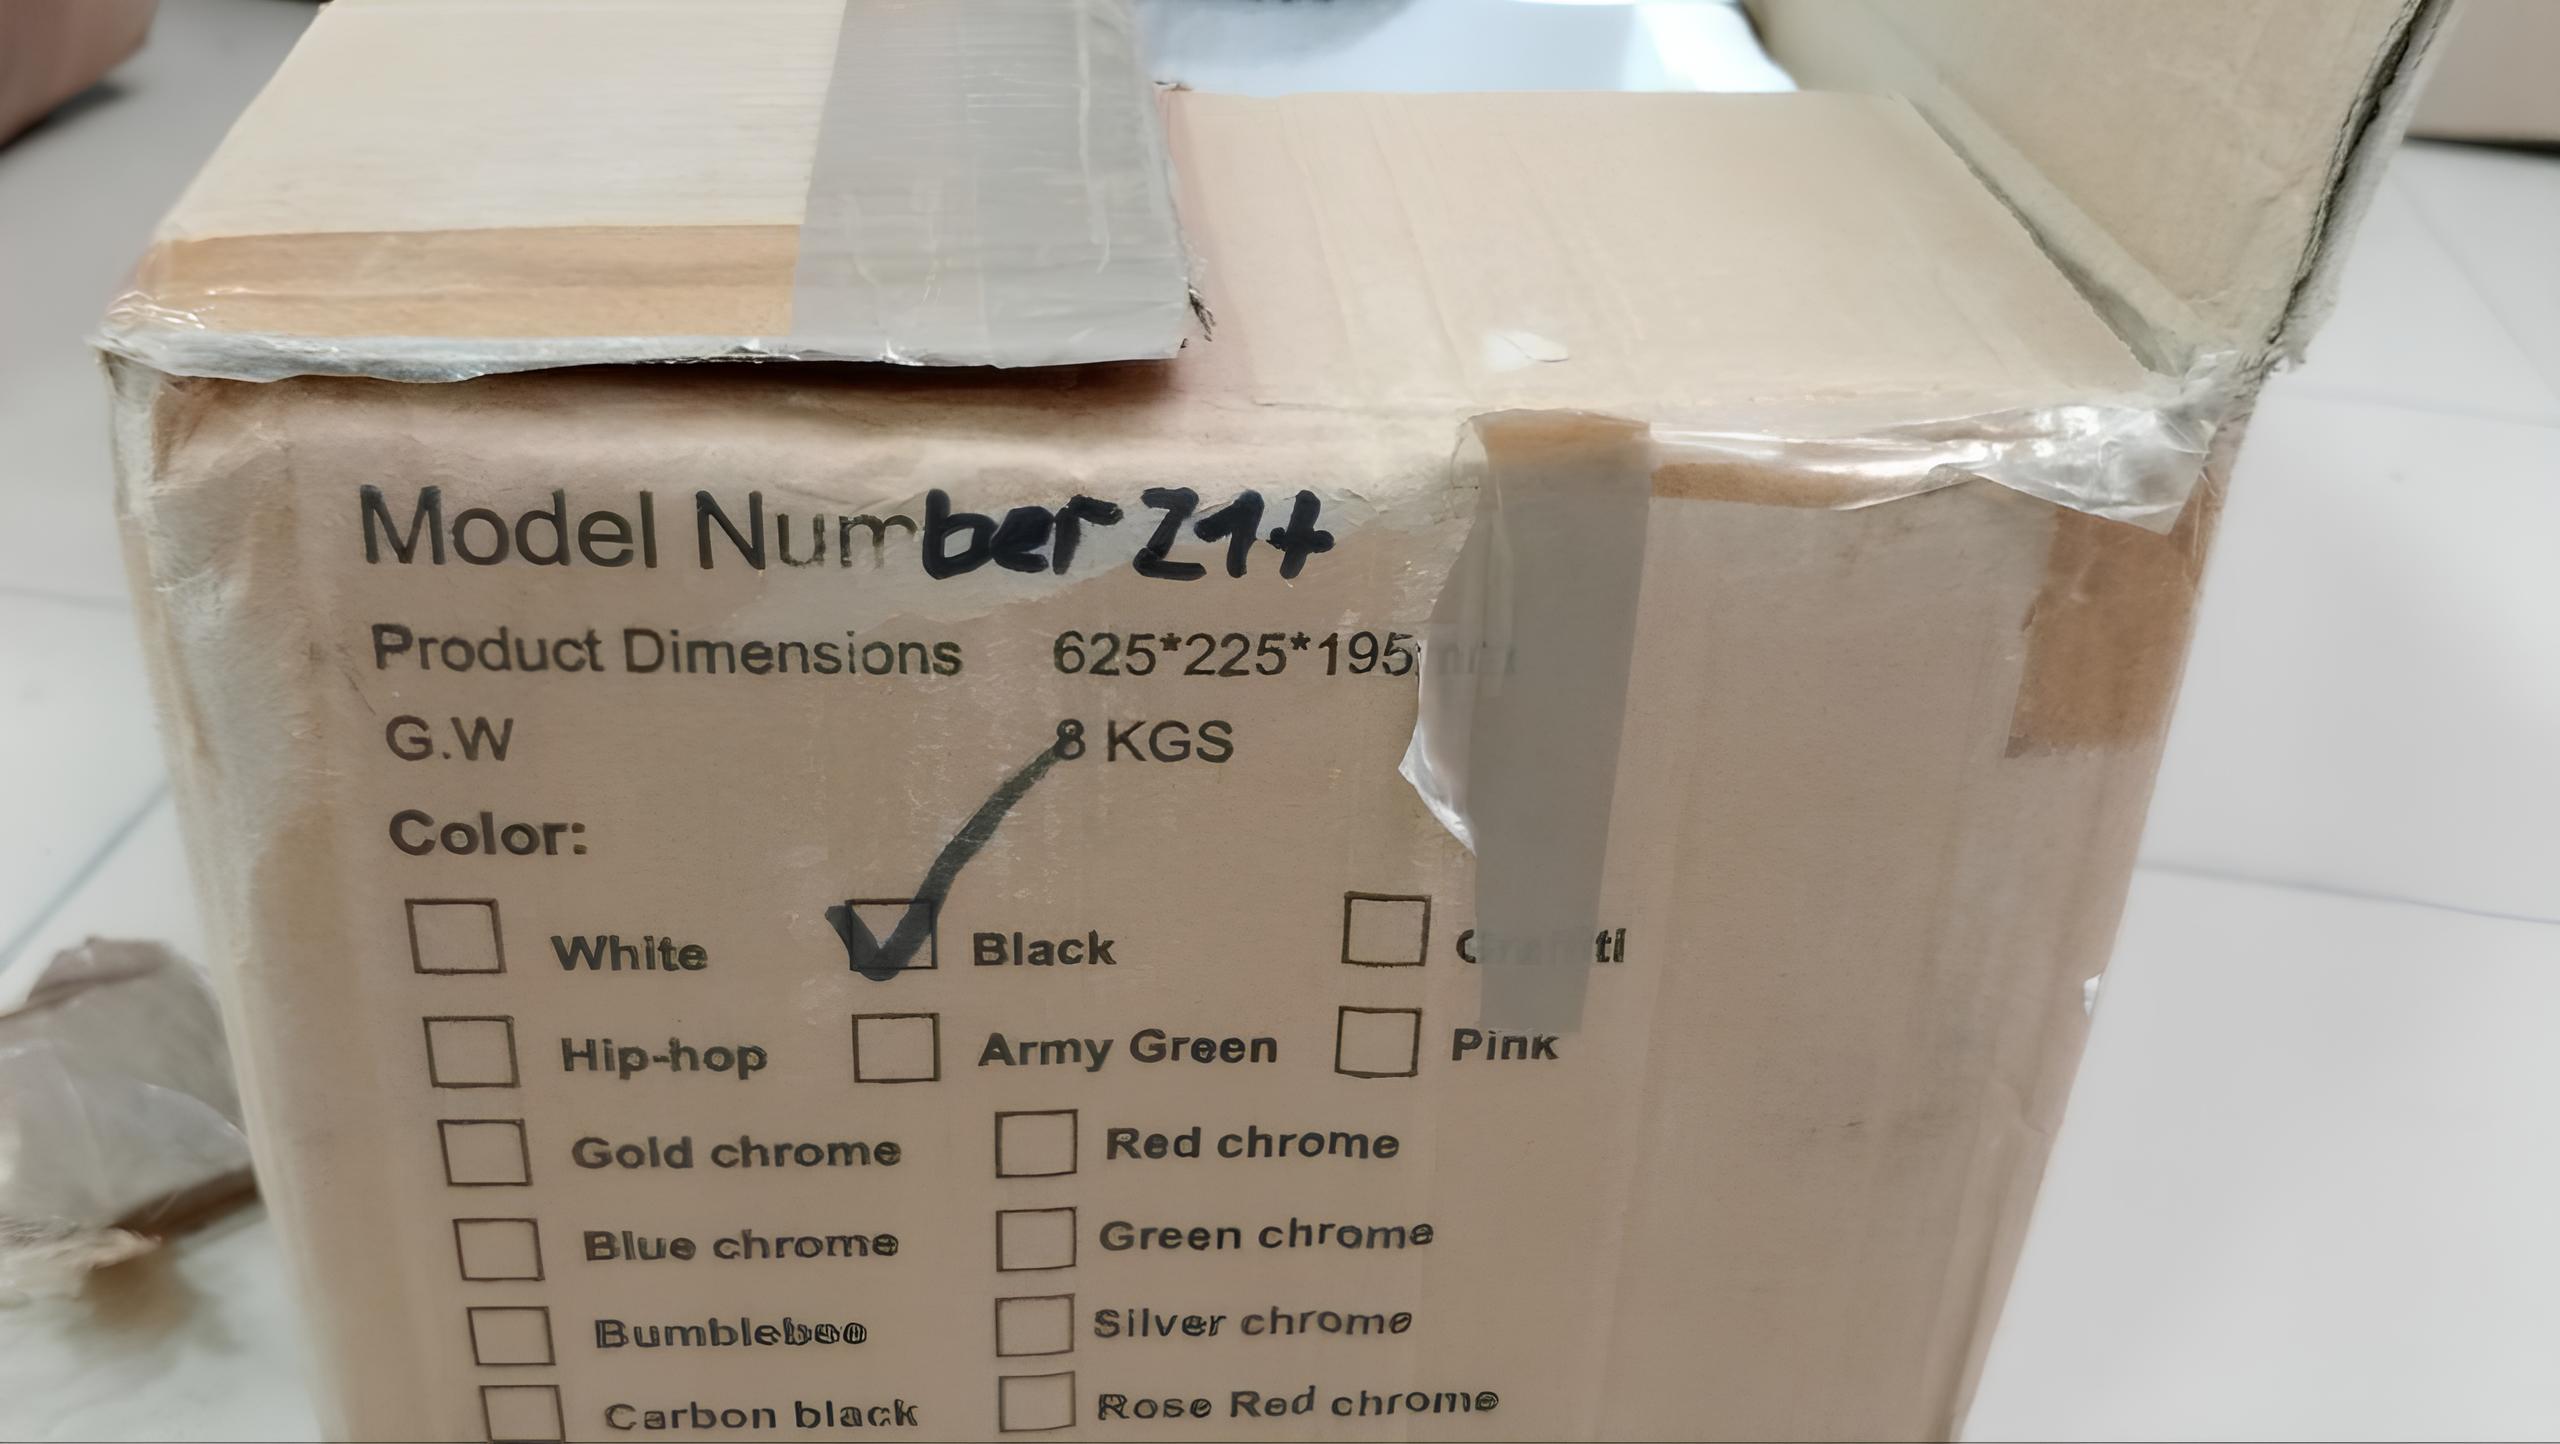 Model Number Z1+
Product Dimensions 625*225*195
G.W 8 KGS
Color:
White Black
Hip-hop Army Green Pink
Gold chrome Red chrome
Blue chrome Green chrome
Bumblebee Silver chrome
Carbon black Rose Red chrome